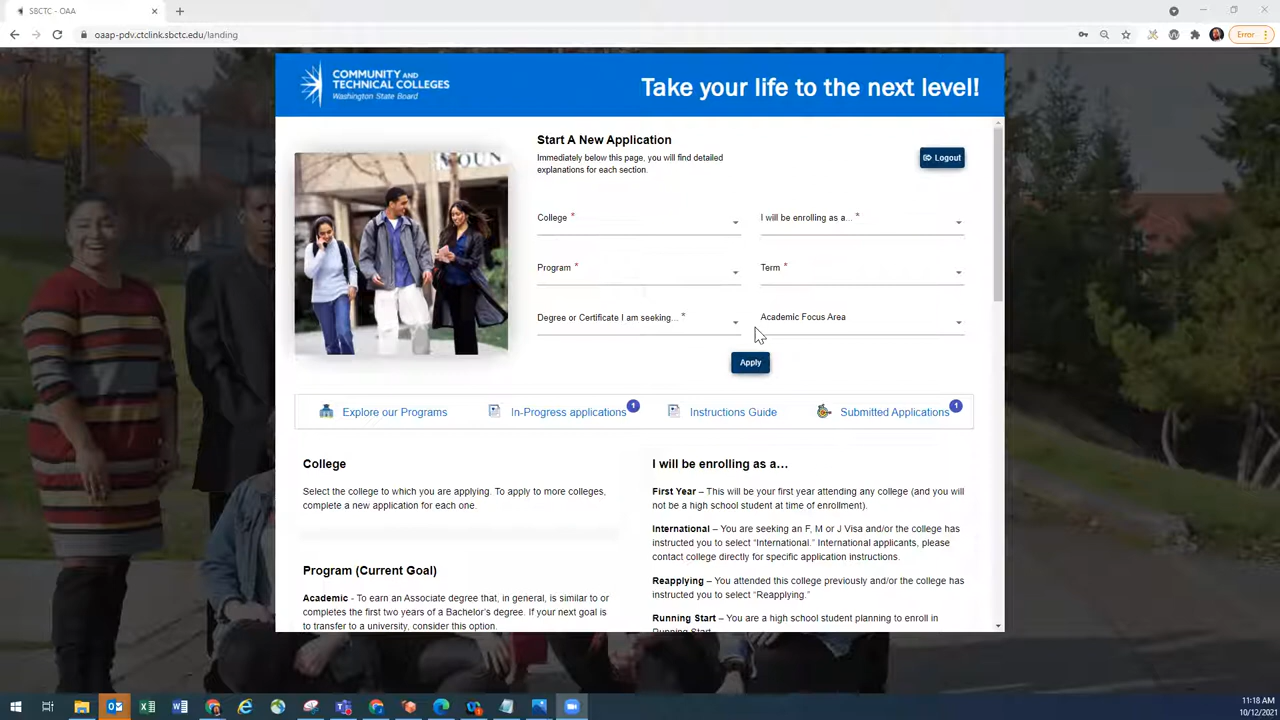 SBCTC - OAA
oaap-pdv.ctclink.sbctc.edu/landing
Error
COMMUNITY AND
TECHNICAL COLLEGES
Washington State Board
Take your life to the next level!
Start A New Application
Immediately below this page, you will find detailed
explanations for each section.
Logout
College *
I will be enrolling as a... *
Program *
Term *
Degree or Certificate I am seeking... *
Academic Focus Area
Apply
Explore our Programs
In-Progress applications 1
Instructions Guide
Submitted Applications 1
College
Select the college to which you are applying. To apply to more colleges,
complete a new application for each one.
Program (Current Goal)
Academic - To earn an Associate degree that, in general, is similar to or
completes the first two years of a Bachelor's degree. If your next goal is
to transfer to a university, consider this option.
I will be enrolling as a…
First Year – This will be your first year attending any college (and you will
not be a high school student at time of enrollment).
International – You are seeking an F, M or J Visa and/or the college has
instructed you to select “International.” International applicants, please
contact college directly for specific application instructions.
Reapplying – You attended this college previously and/or the college has
instructed you to select “Reapplying.”
Running Start – You are a high school student planning to enroll in
Running Start
11:18 AM
10/12/2021